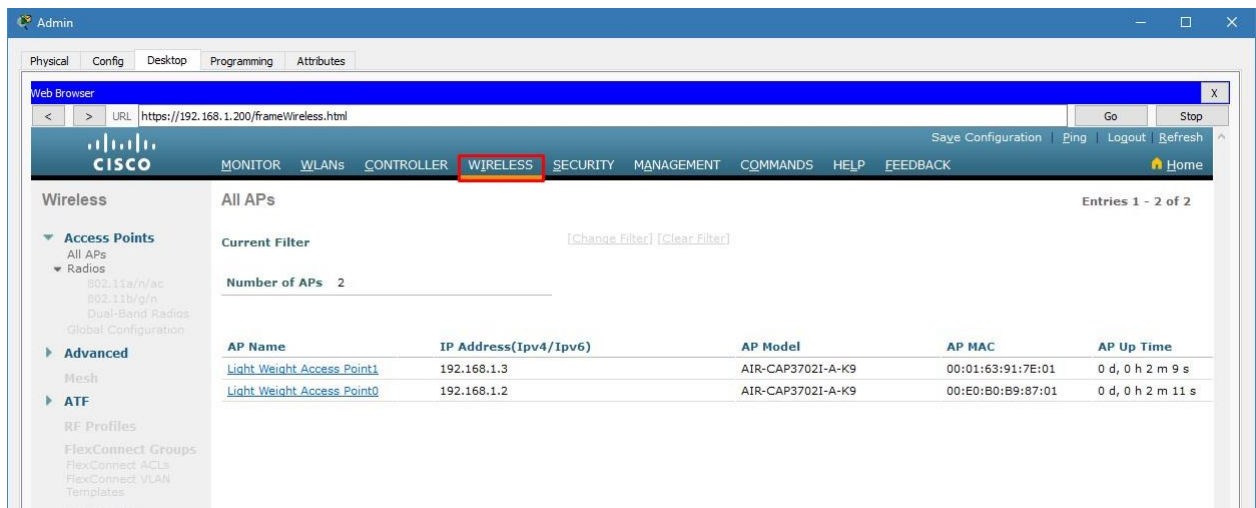 Admin
Physical Config Desktop Programming Attributes
Web Browser X
< > URL https://192.168.1.200/frameWireless.html Go Stop
Save Configuration | Ping | Logout | Refresh
CISCO MONITOR WLANs CONTROLLER WIRELESS SECURITY MANAGEMENT COMMANDS HELP FEEDBACK Home
Wireless
Access Points
All APs
Radios
802.11a/n/ac
802.11b/g/n
Dual-Band Radios
Global Configuration
Advanced
Mesh
ATF
RF Profiles
FlexConnect Groups
FlexConnect ACLs
FlexConnect VLAN
Templates
All APs Entries 1 - 2 of 2
Current Filter [Change Filter] [Clear Filter]
Number of APs 2
AP Name IP Address(Ipv4/Ipv6) AP Model AP MAC AP Up Time
Light Weight Access Point1 192.168.1.3 AIR-CAP3702I-A-K9 00:01:63:91:7E:01 0 d, 0 h 2 m 9 s
Light Weight Access Point0 192.168.1.2 AIR-CAP3702I-A-K9 00:E0:B0:B9:87:01 0 d, 0 h 2 m 11 s